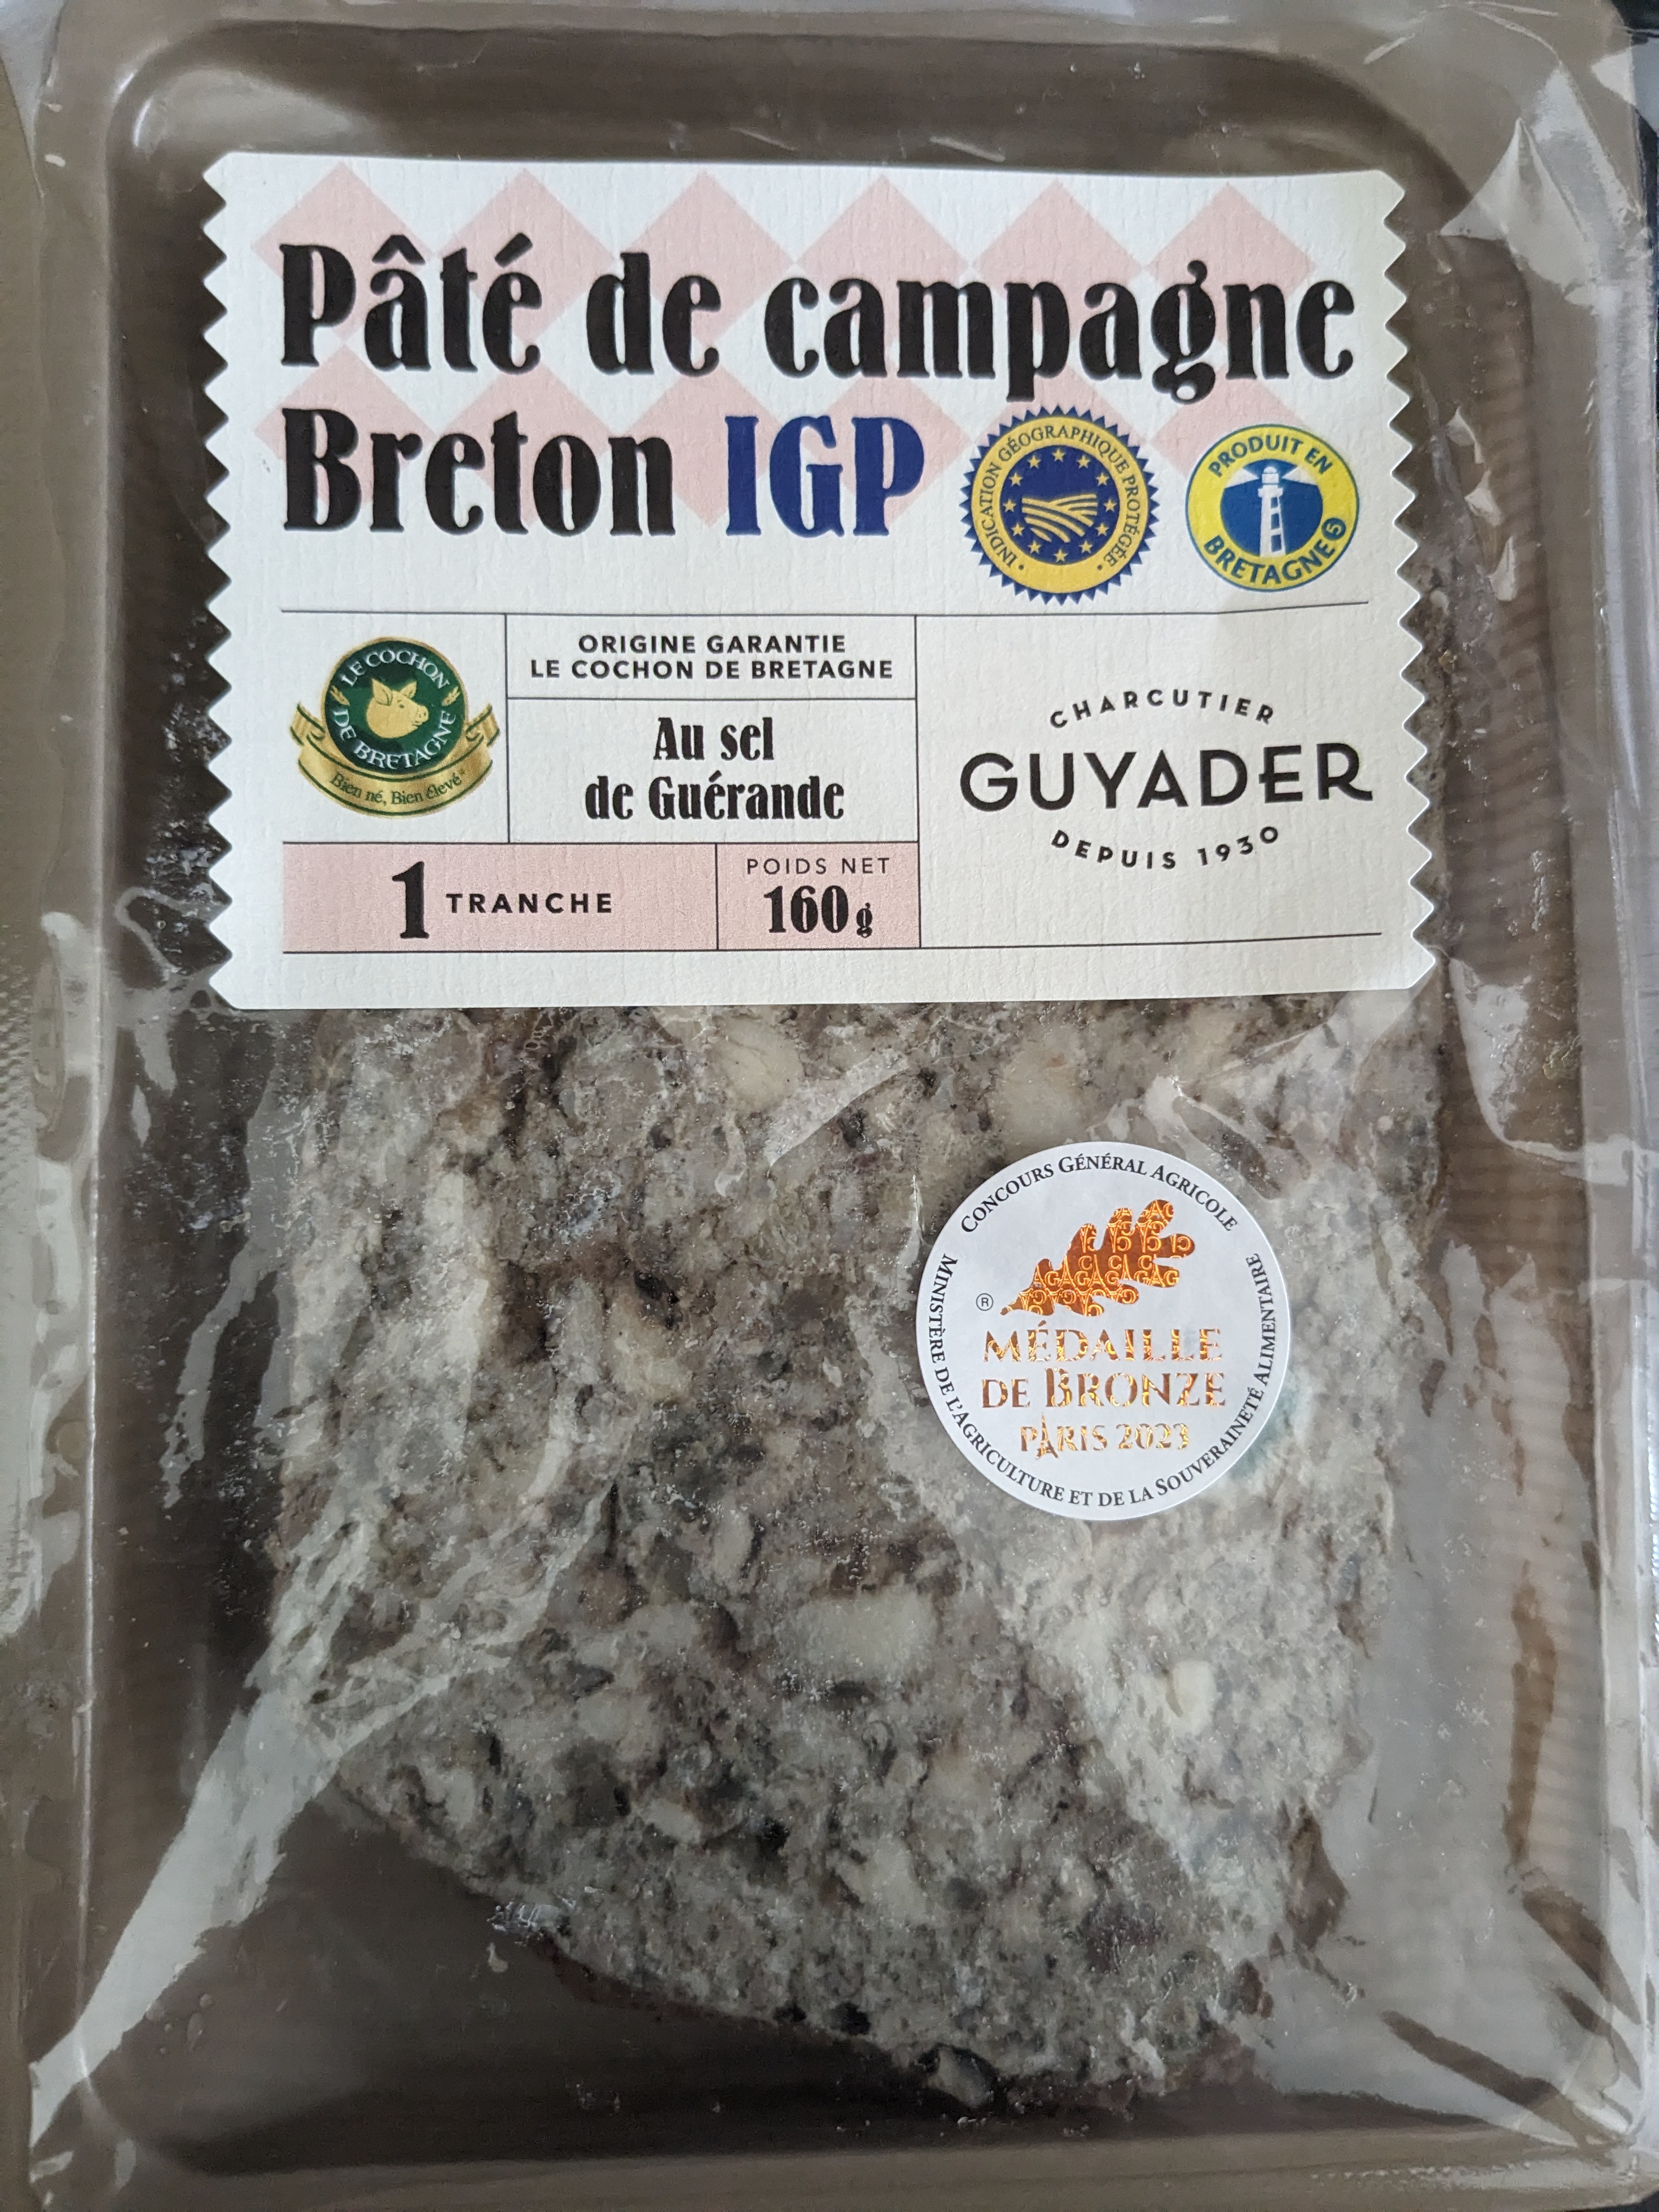 Pâté de campagne
Breton IGP
INDICATION GÉOGRAPHIQUE PROTÉGÉE
PRODUIT EN
BRETAGNE
LE COCHON
DE BRETAGNE
Bien né, Bien élevé
ORIGINE GARANTIE
LE COCHON DE BRETAGNE
Au sel
de Guérande
CHARCUTIER
GUYADER
DEPUIS 1930
1 TRANCHE
POIDS NET
160g
CONCOURS GÉNÉRAL AGRICOLE
®
MÉDAILLE
DE BRONZE
PARIS 2023
MINISTÈRE DE L'AGRICULTURE ET DE LA SOUVERAINETÉ ALIMENTAIRE